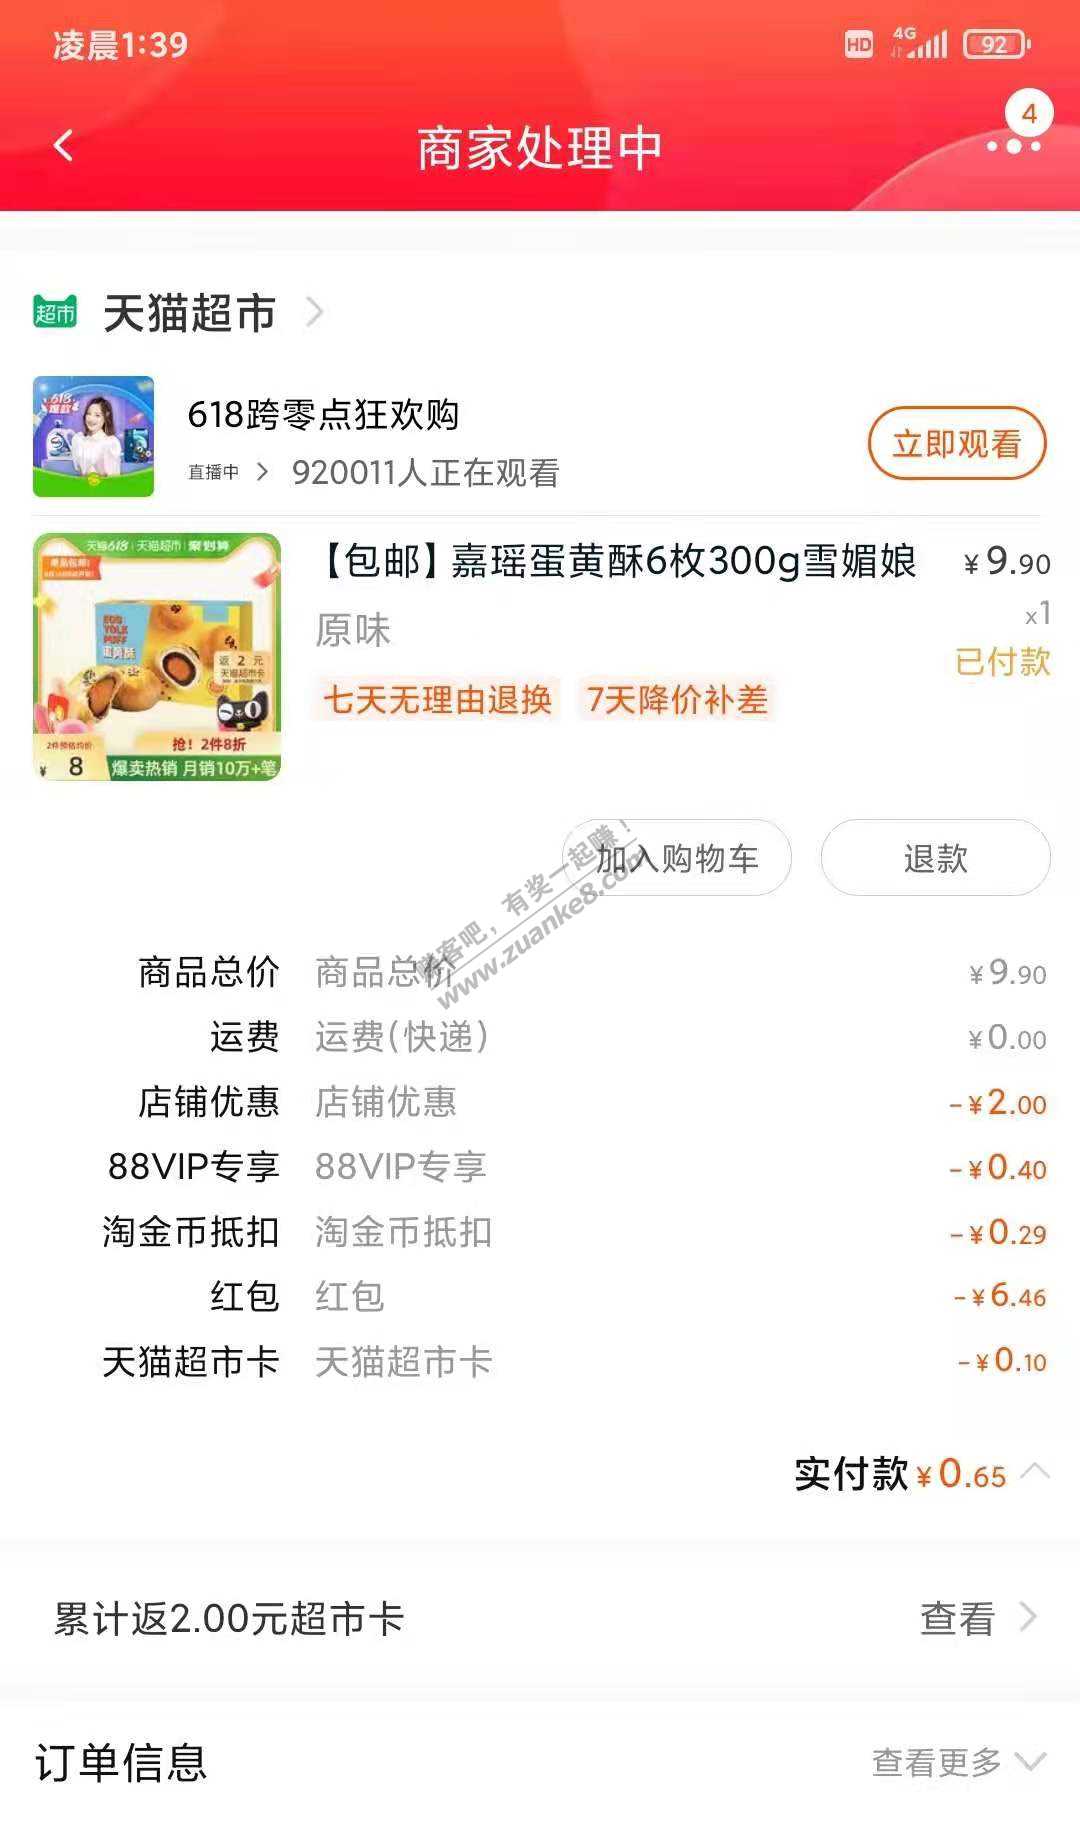 凌晨1:39
HD 4G 92
4
商家处理中
超市 天猫超市
618跨零点狂欢购
直播中 920011人正在观看
立即观看
【包邮】嘉瑶蛋黄酥6枚300g雪媚娘 ¥9.90
原味 x1
已付款
七天无理由退换 7天降价补差
天猫618 天猫超市 聚划算
EGG
YOLK
PUFF
蛋黄酥
返2元
天猫超市卡
2件预估均价
抢！2件8折
¥ 8 爆卖热销 月销10万+笔
加入购物车 退款
赚客吧，有奖一起赚！
www.zuanke8.com
商品总价 商品总价 ¥9.90
运费 运费(快递) ¥0.00
店铺优惠 店铺优惠 -¥2.00
88VIP专享 88VIP专享 -¥0.40
淘金币抵扣 淘金币抵扣 -¥0.29
红包 红包 -¥6.46
天猫超市卡 天猫超市卡 -¥0.10
实付款 ¥0.65
累计返2.00元超市卡 查看
订单信息 查看更多